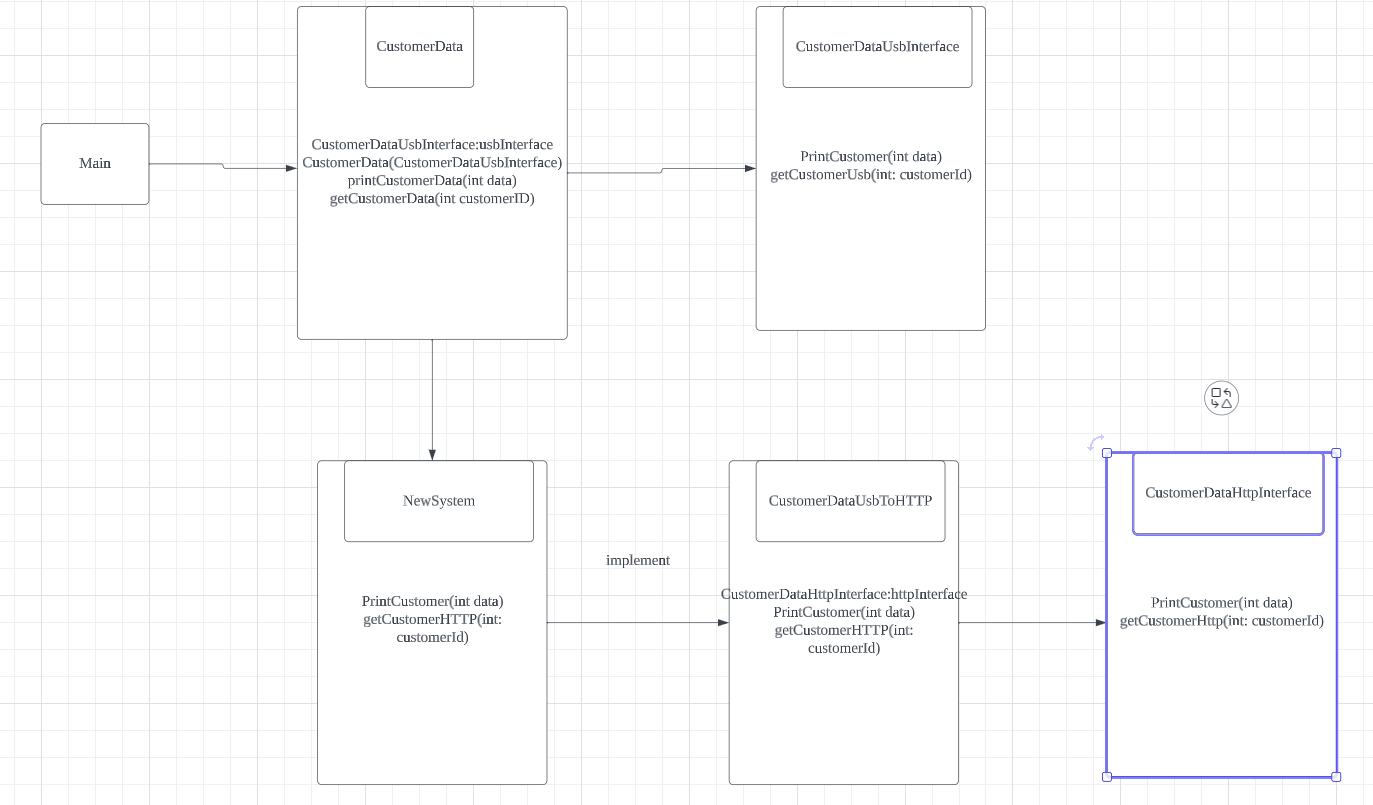 CustomerData
CustomerDataUsbInterface
Main
CustomerDataUsbInterface:usbInterface
CustomerData(CustomerDataUsbInterface)
printCustomerData(int data)
getCustomerData(int customerID)
PrintCustomer(int data)
getCustomerUsb(int: customerId)
NewSystem
PrintCustomer(int data)
getCustomerHTTP(int:
customerId)
implement
CustomerDataUsbToHTTP
CustomerDataHttpInterface:httpInterface
PrintCustomer(int data)
getCustomerHTTP(int:
customerId)
CustomerDataHttpInterface
PrintCustomer(int data)
getCustomerHttp(int: customerId)